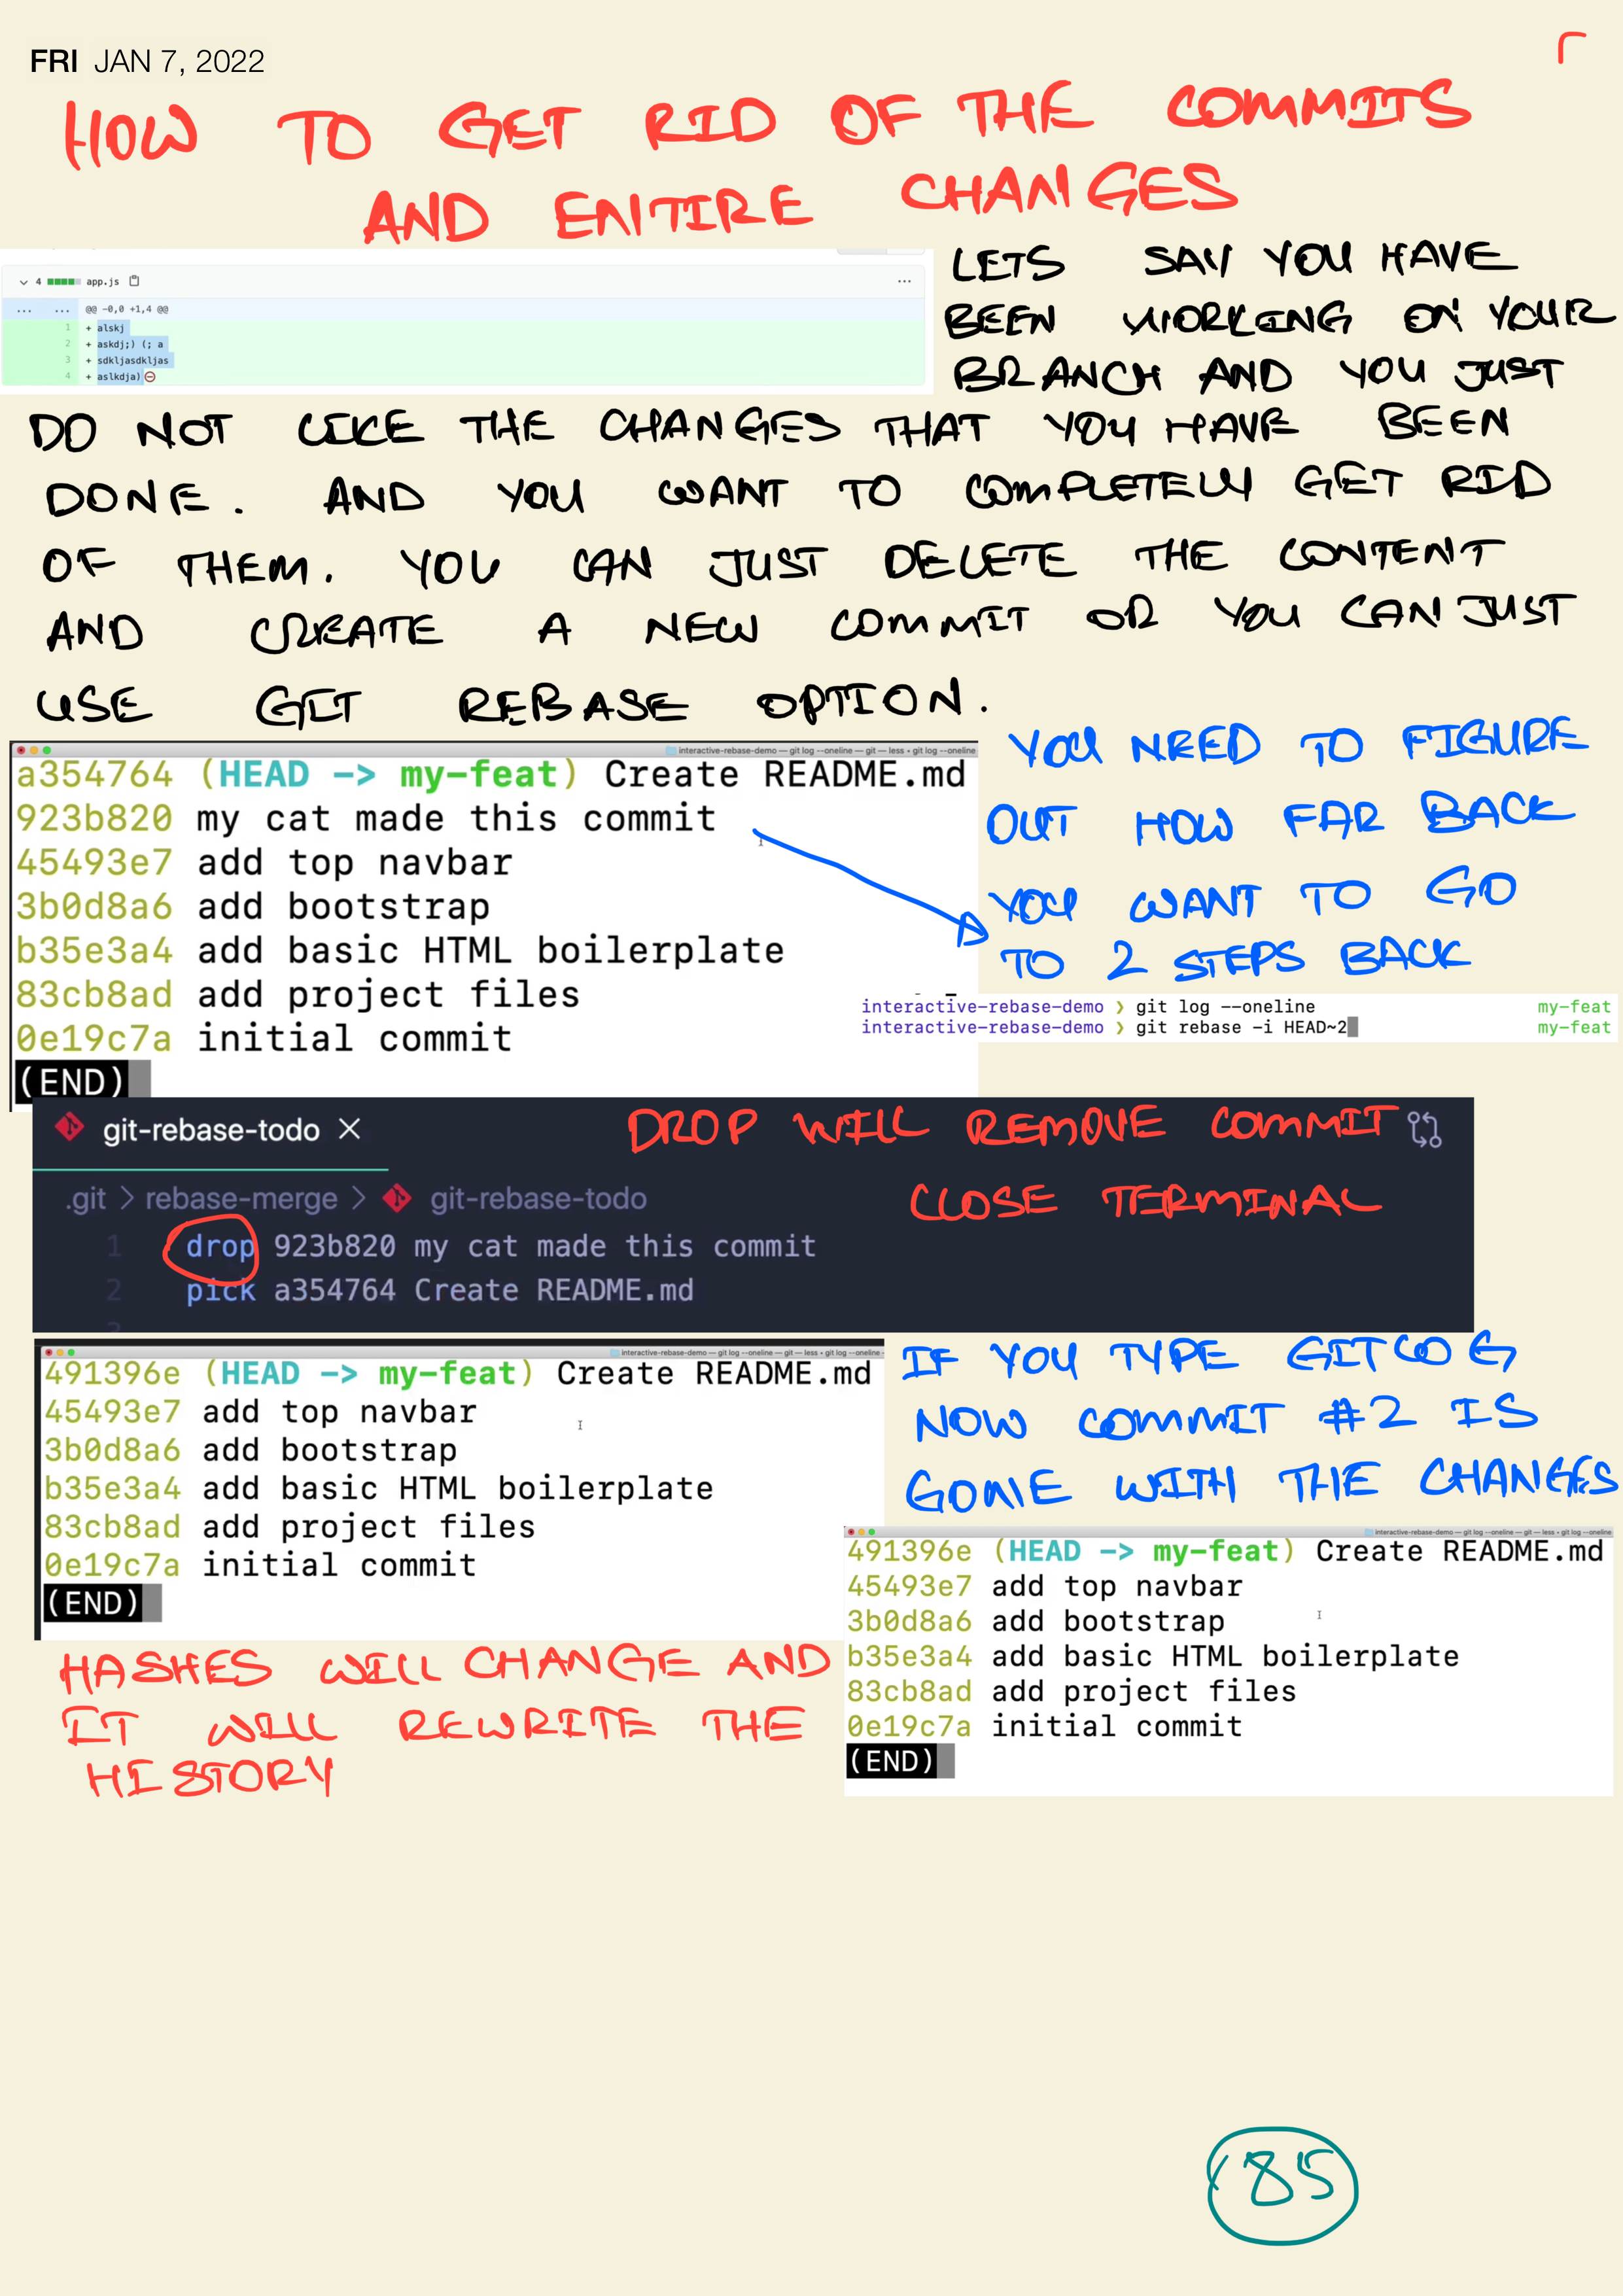 FRI JAN 7, 2022
HOW TO GET RID OF THE COMMITS
AND ENTIRE CHANGES
4 app.js
@@ -0,0 +1,4 @@
1 + alskj
2 + askdj;) (; a
3 + sdkljasdkljas
4 + aslkdja)
LETS SAY YOU HAVE
BEEN WORKING ON YOUR
BRANCH AND YOU JUST
DO NOT LIKE THE CHANGES THAT YOU HAVE BEEN
DONE. AND YOU WANT TO COMPLETELY GET RID
OF THEM. YOU CAN JUST DELETE THE CONTENT
AND CREATE A NEW COMMIT OR YOU CAN JUST
USE GIT REBASE OPTION.
interactive-rebase-demo — git log --oneline — git — less • git log --oneline
a354764 (HEAD -> my-feat) Create README.md
923b820 my cat made this commit
45493e7 add top navbar
3b0d8a6 add bootstrap
b35e3a4 add basic HTML boilerplate
83cb8ad add project files
0e19c7a initial commit
(END)
YOU NEED TO FIGURE
OUT HOW FAR BACK
YOU WANT TO GO
TO 2 STEPS BACK
interactive-rebase-demo ❯ git log --oneline my-feat
interactive-rebase-demo ❯ git rebase -i HEAD~2 my-feat
git-rebase-todo ×
DROP WILL REMOVE COMMIT
.git > rebase-merge > git-rebase-todo
CLOSE TERMINAL
1 drop 923b820 my cat made this commit
2 pick a354764 Create README.md
3
interactive-rebase-demo — git log --oneline — git — less • git log --oneline
491396e (HEAD -> my-feat) Create README.md
45493e7 add top navbar
3b0d8a6 add bootstrap
b35e3a4 add basic HTML boilerplate
83cb8ad add project files
0e19c7a initial commit
(END)
IF YOU TYPE GIT LOG
NOW COMMIT #2 IS
GONE WITH THE CHANGES
interactive-rebase-demo — git log --oneline — git — less • git log --oneline
491396e (HEAD -> my-feat) Create README.md
45493e7 add top navbar
3b0d8a6 add bootstrap
b35e3a4 add basic HTML boilerplate
83cb8ad add project files
0e19c7a initial commit
(END)
HASHES WILL CHANGE AND
IT WILL REWRITE THE
HISTORY
85